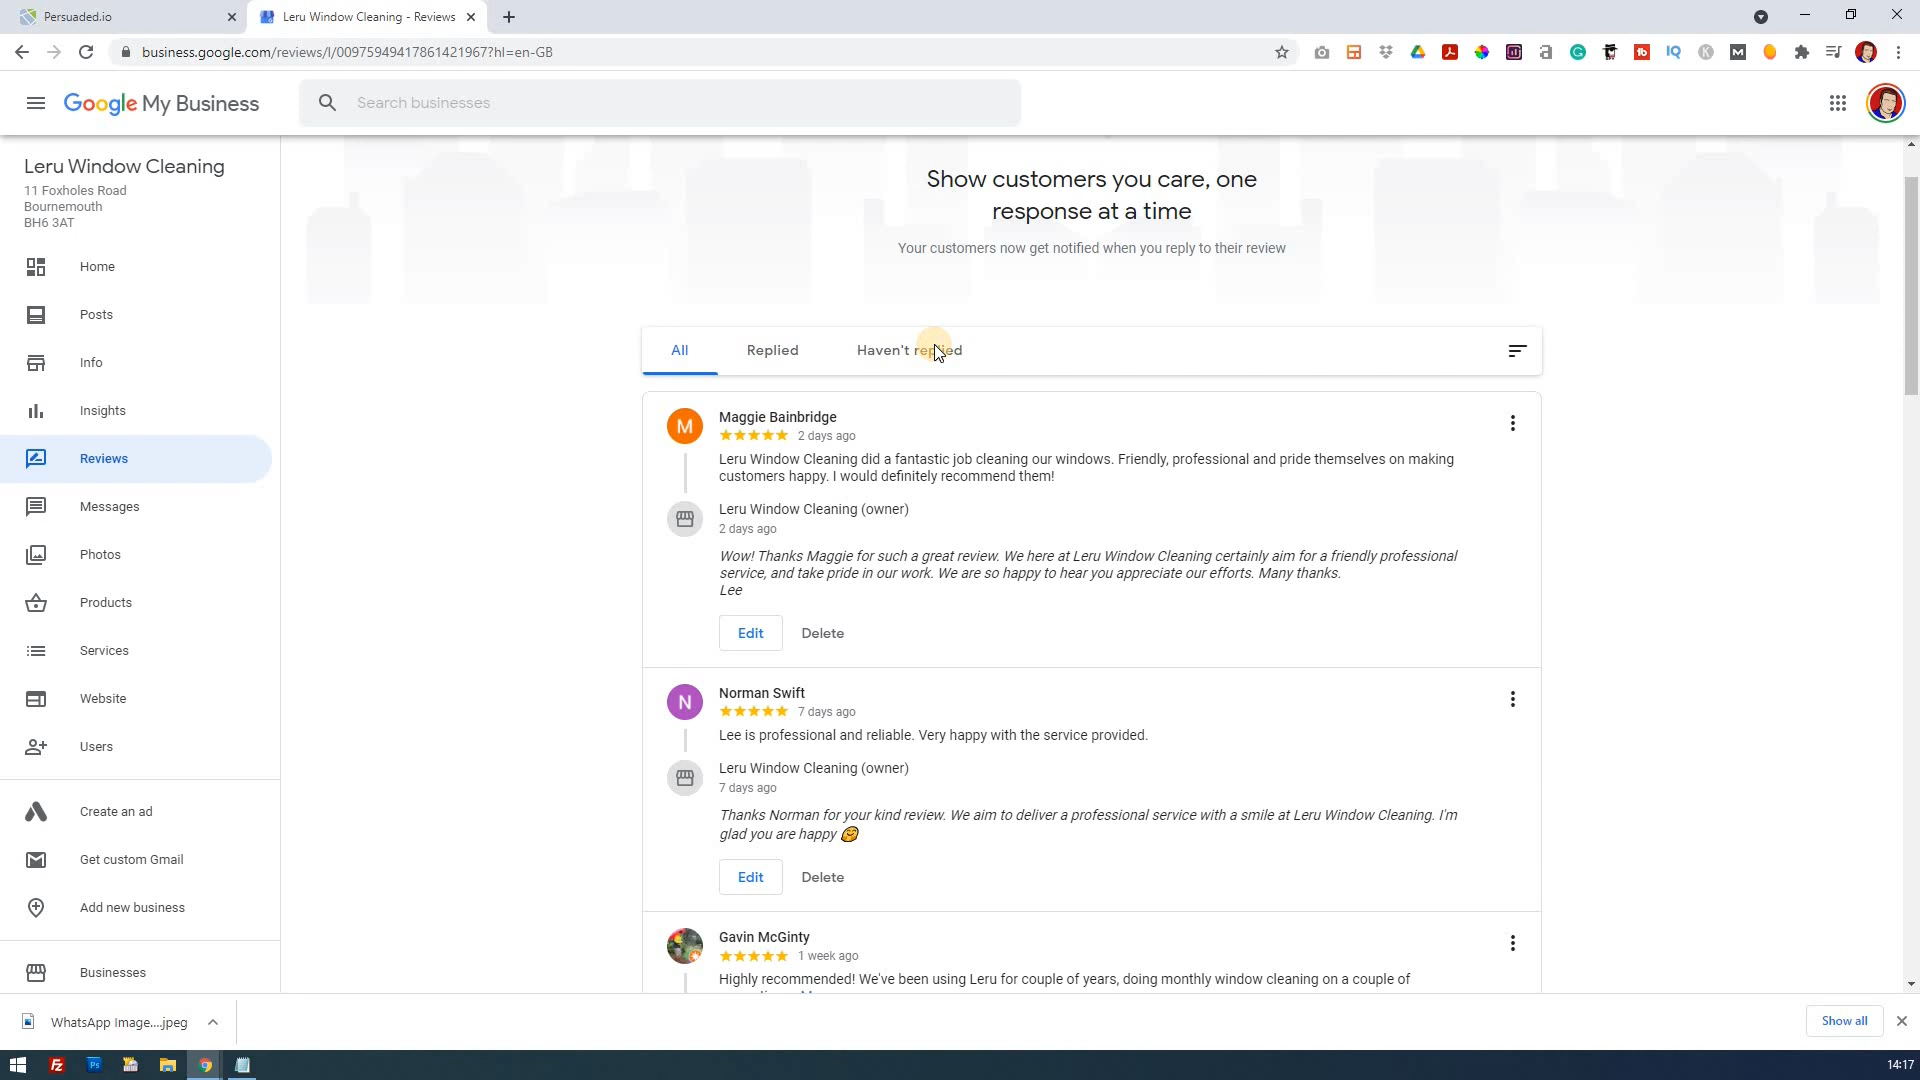 Persuaded.io
Leru Window Cleaning - Reviews
business.google.com/reviews/l/00975949417861421967?hl=en-GB
Google My Business
Search businesses
Leru Window Cleaning
11 Foxholes Road
Bournemouth
BH6 3AT
Home
Posts
Info
Insights
Reviews
Messages
Photos
Products
Services
Website
Users
Create an ad
Get custom Gmail
Add new business
Businesses
Show customers you care, one
response at a time
Your customers now get notified when you reply to their review
All Replied Haven't replied
M
Maggie Bainbridge
2 days ago
Leru Window Cleaning did a fantastic job cleaning our windows. Friendly, professional and pride themselves on making
customers happy. I would definitely recommend them!
Leru Window Cleaning (owner)
2 days ago
Wow! Thanks Maggie for such a great review. We here at Leru Window Cleaning certainly aim for a friendly professional
service, and take pride in our work. We are so happy to hear you appreciate our efforts. Many thanks.
Lee
Edit Delete
N
Norman Swift
7 days ago
Lee is professional and reliable. Very happy with the service provided.
Leru Window Cleaning (owner)
7 days ago
Thanks Norman for your kind review. We aim to deliver a professional service with a smile at Leru Window Cleaning. I'm
glad you are happy 🤗
Edit Delete
Gavin McGinty
1 week ago
Highly recommended! We've been using Leru for couple of years, doing monthly window cleaning on a couple of
WhatsApp Image....jpeg
Show all
14:17